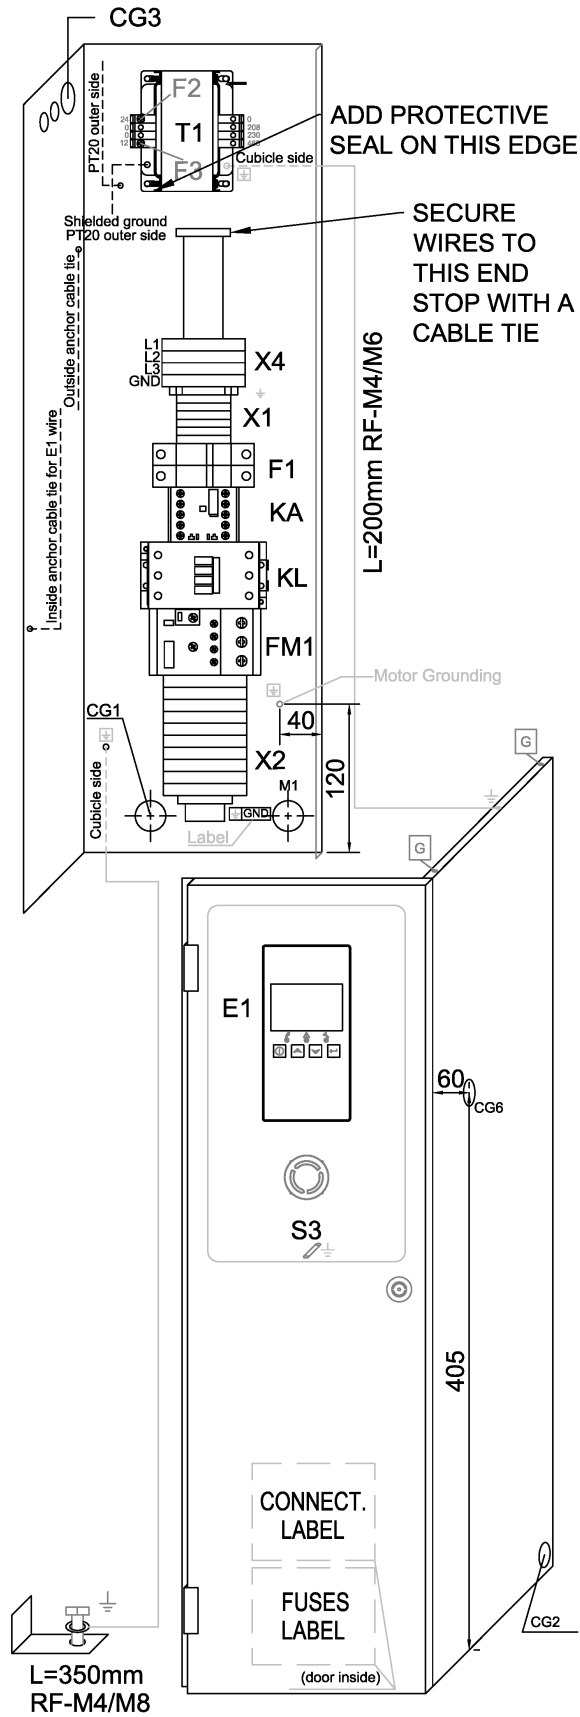 CG3
PT20 outer side
F2
24
0
0
12
T1
0
208
230
F3
Cubicle side
ADD PROTECTIVE
SEAL ON THIS EDGE
Shielded ground
PT20 outer side
SECURE
WIRES TO
THIS END
STOP WITH A
CABLE TIE
Outside anchor cable tie
L1
L2
L3
GND
X4
X1
L=200mm RF-M4/M6
Inside anchor cable tie for E1 wire
F1
KA
KL
FM1
Motor Grounding
CG1
40
X2
120
M1
Cubicle side
GND
Label
G
G
E1
60
CG6
S3
405
CONNECT.
LABEL
FUSES
LABEL
(door inside)
CG2
L=350mm
RF-M4/M8